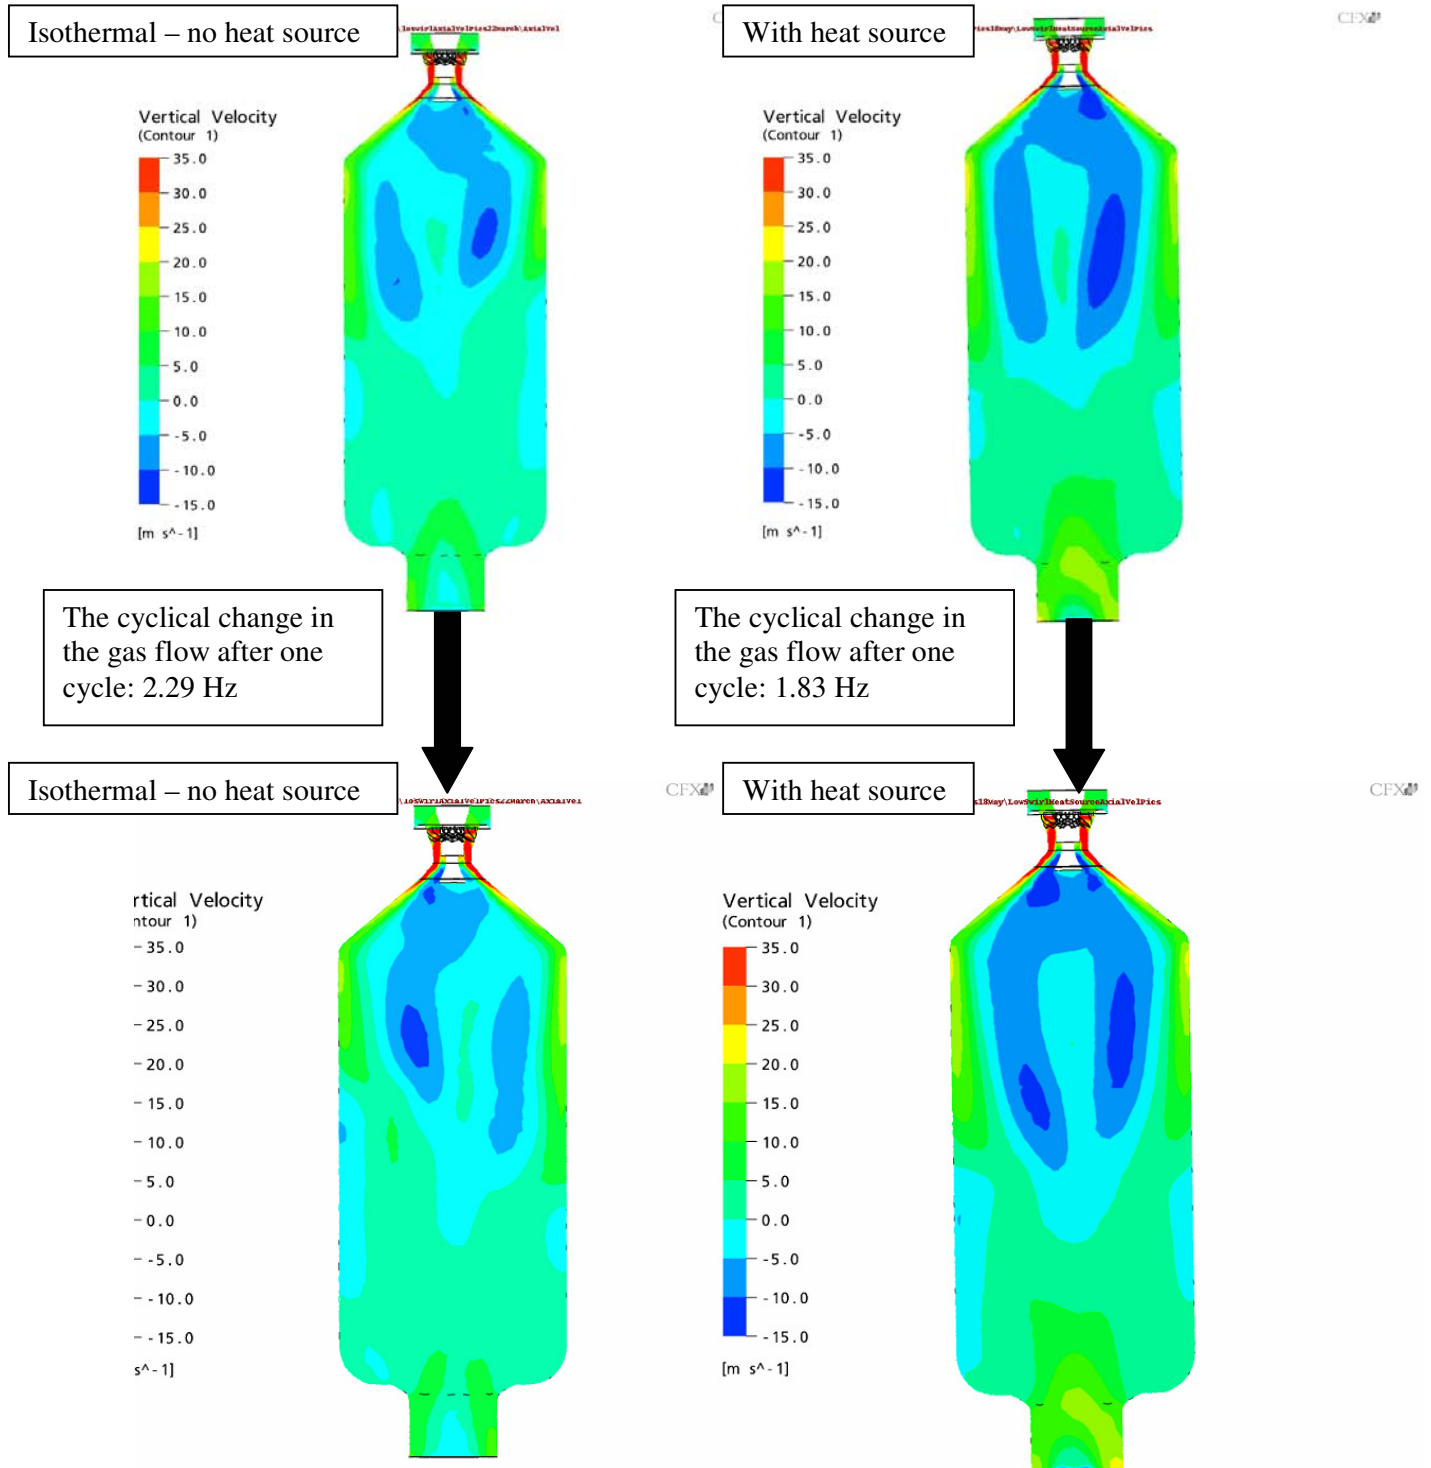 Isothermal – no heat source
With heat source
CFX
Vertical Velocity
(Contour 1)
35.0
30.0
25.0
20.0
15.0
10.0
5.0
0.0
-5.0
-10.0
-15.0
[m s^-1]
Vertical Velocity
(Contour 1)
35.0
30.0
25.0
20.0
15.0
10.0
5.0
0.0
-5.0
-10.0
-15.0
[m s^-1]
The cyclical change in
the gas flow after one
cycle: 2.29 Hz
The cyclical change in
the gas flow after one
cycle: 1.83 Hz
Isothermal – no heat source
CFX
With heat source
\LowSwirlHeatSourceAxialVelPics
CFX
rtical Velocity
ntour 1)
35.0
30.0
25.0
20.0
15.0
10.0
5.0
0.0
-5.0
-10.0
-15.0
s^-1]
Vertical Velocity
(Contour 1)
35.0
30.0
25.0
20.0
15.0
10.0
5.0
0.0
-5.0
-10.0
-15.0
[m s^-1]